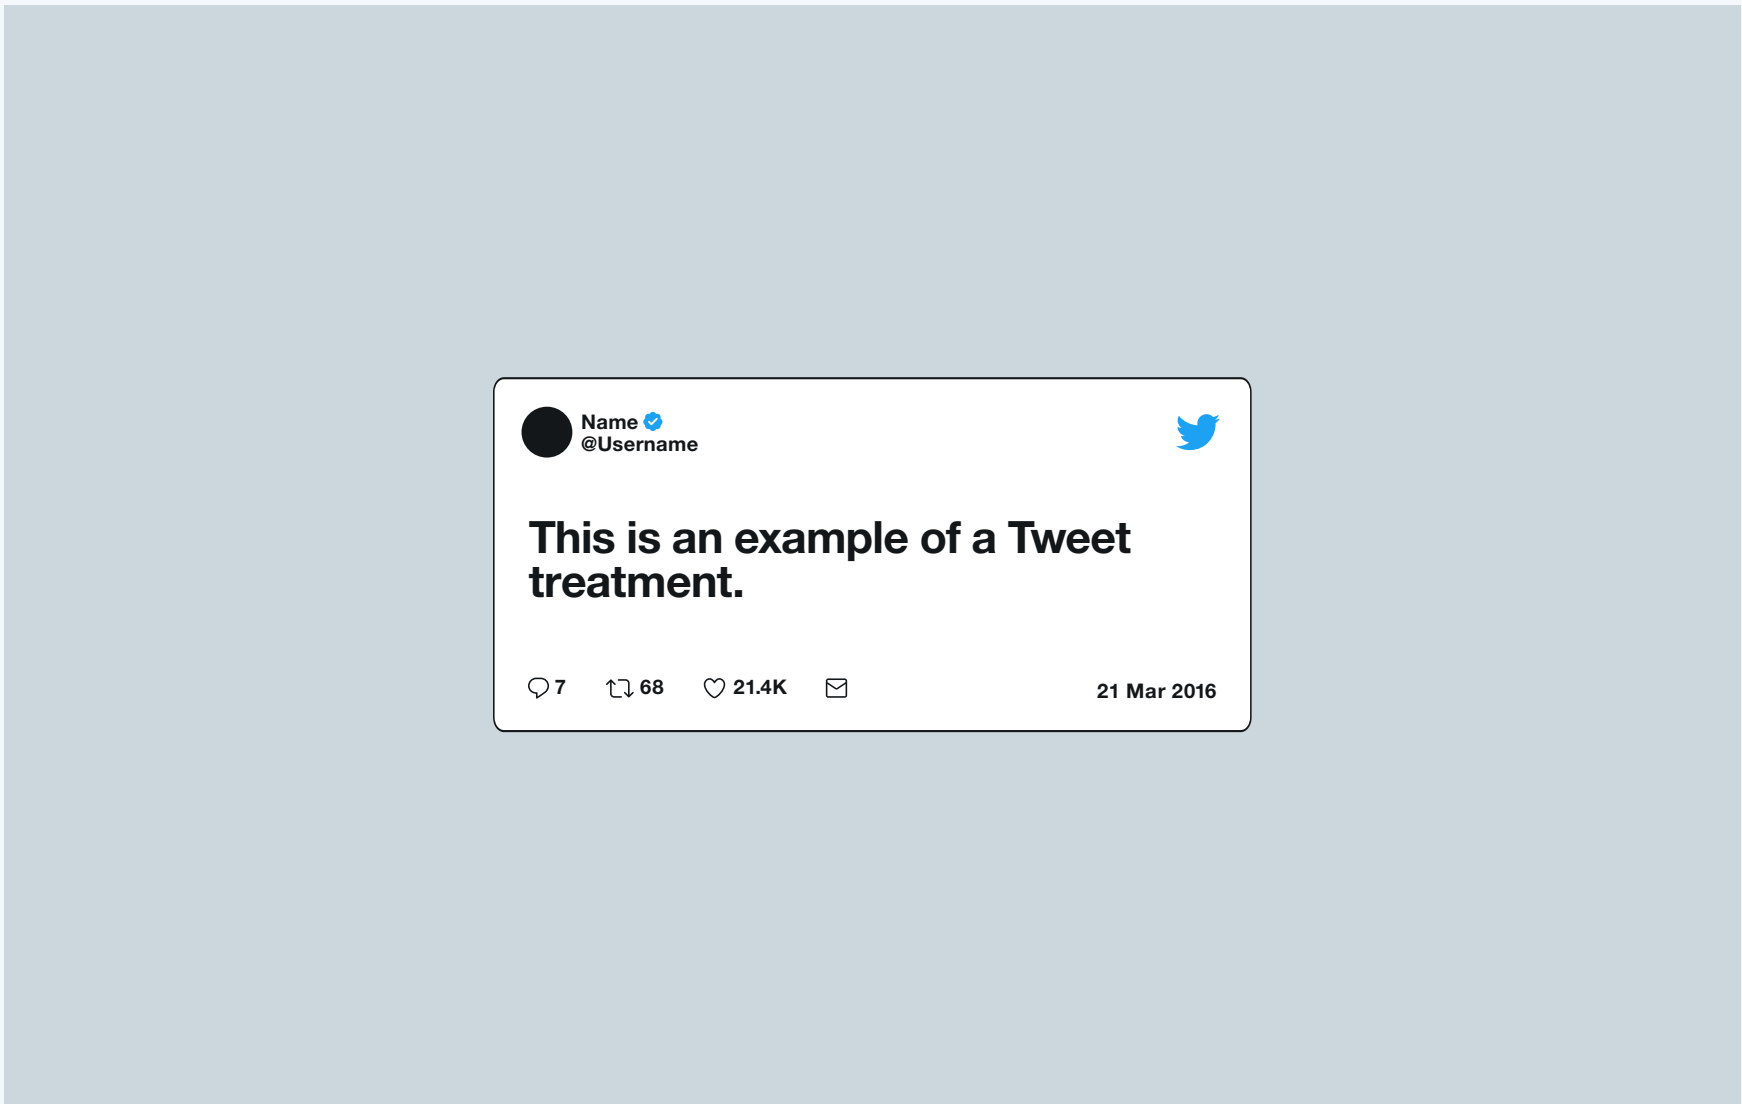 Name
@Username
This is an example of a Tweet
treatment.
7 68 21.4K 21 Mar 2016